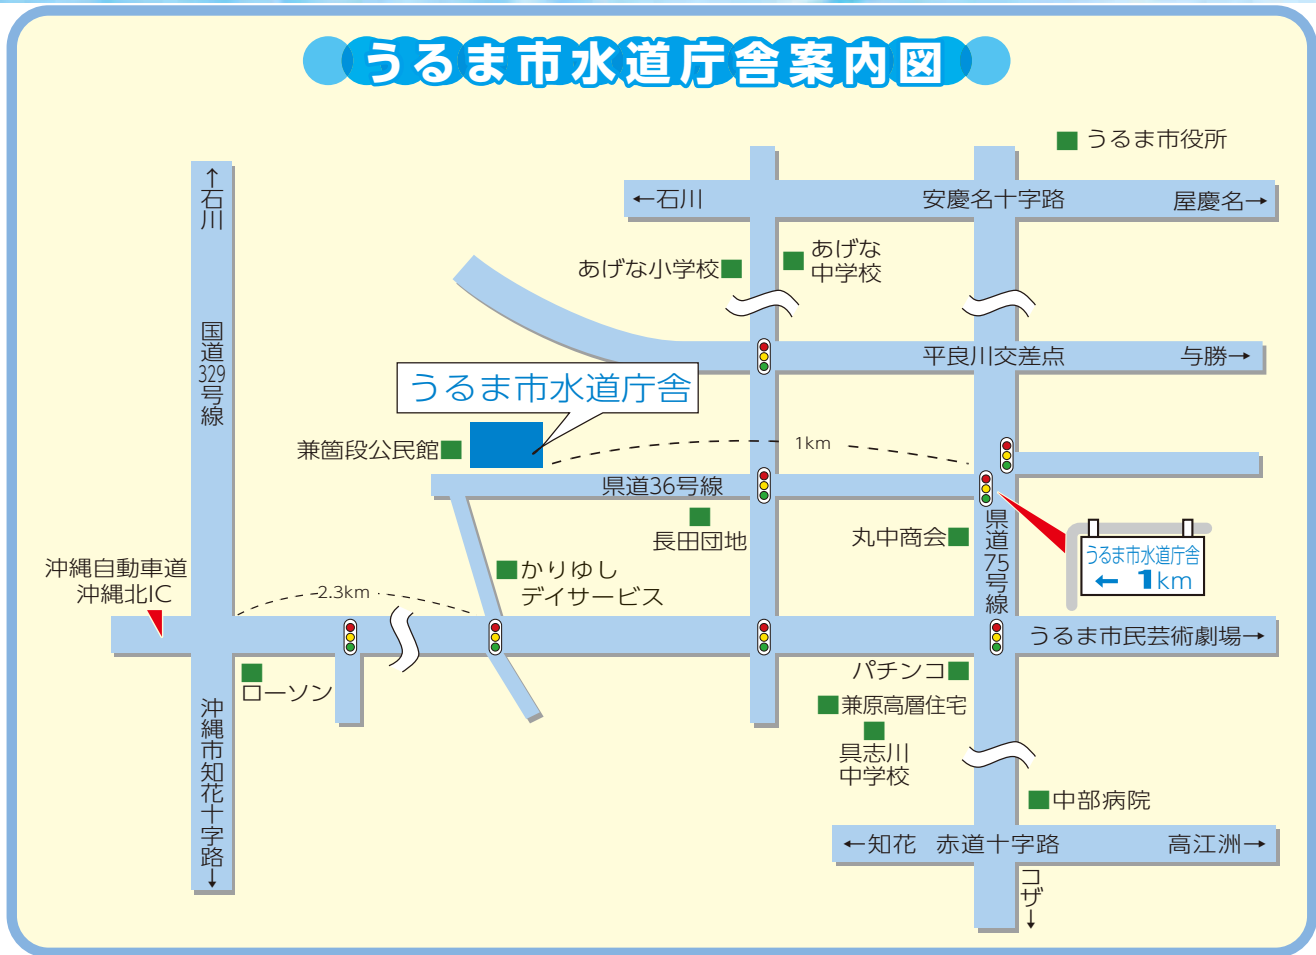 うるま市水道庁舎案内図
うるま市役所
↑石川
←石川
安慶名十字路
屋慶名→
あげな小学校
あげな
中学校
国道329号線
平良川交差点
与勝→
うるま市水道庁舎
兼箇段公民館
1km
県道36号線
長田団地
丸中商会
県道75号線
うるま市水道庁舎
← 1km
沖縄自動車道
沖縄北IC
2.3km
かりゆし
デイサービス
うるま市民芸術劇場→
ローソン
パチンコ
兼原高層住宅
具志川
中学校
沖縄市知花十字路↓
中部病院
←知花
赤道十字路
高江洲→
コザ↓